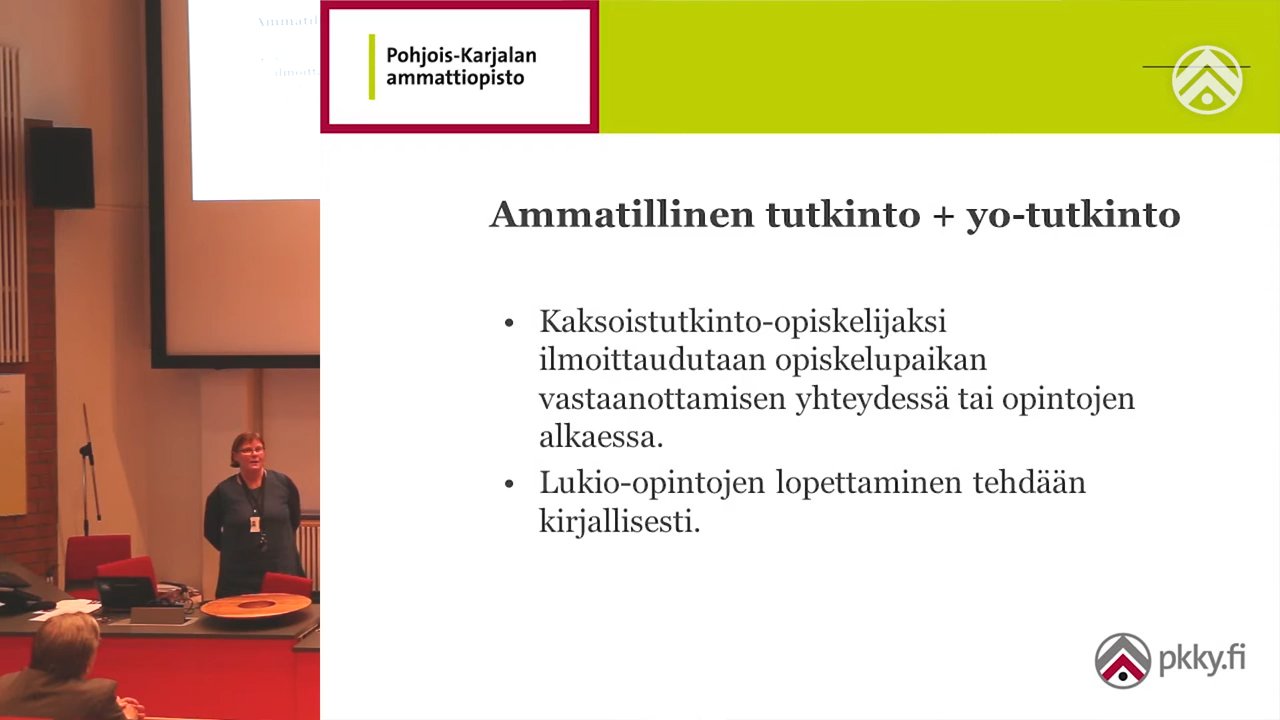 Pohjois-Karjalan
ammattiopisto
Ammatillinen tutkinto + yo-tutkinto
• Kaksoistutkinto-opiskelijaksi
ilmoittaudutaan opiskelupaikan
vastaanottamisen yhteydessä tai opintojen
alkaessa.
• Lukio-opintojen lopettaminen tehdään
kirjallisesti.
pkky.fi